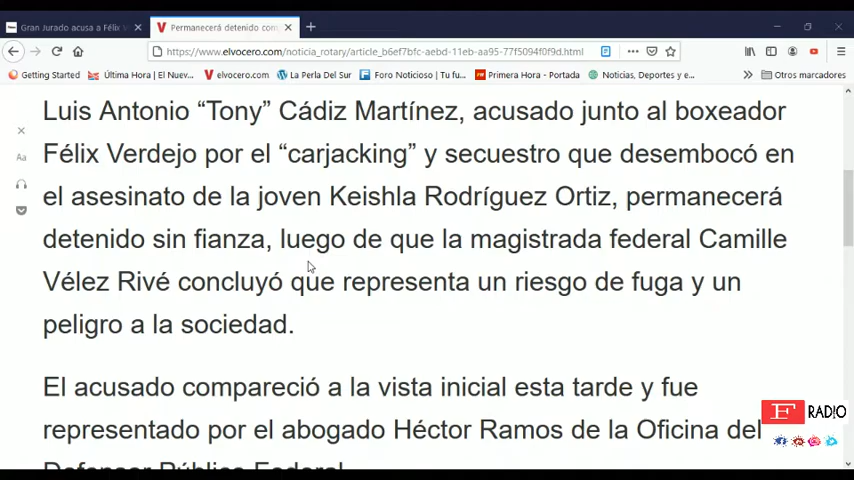 Gran Jurado acusa a Félix
Permanecerá detenido con
https://www.elvocero.com/noticia_rotary/article_b6ef7bfc-aebd-11eb-aa95-77f5094f0f9d.html
Getting Started
Última Hora | El Nuev...
elvocero.com
La Perla Del Sur
Foro Noticioso | Tu fu...
Primera Hora - Portada
Noticias, Deportes y e...
Otros marcadores
Luis Antonio “Tony” Cádiz Martínez, acusado junto al boxeador
Félix Verdejo por el “carjacking” y secuestro que desembocó en
el asesinato de la joven Keishla Rodríguez Ortiz, permanecerá
detenido sin fianza, luego de que la magistrada federal Camille
Vélez Rivé concluyó que representa un riesgo de fuga y un
peligro a la sociedad.
El acusado compareció a la vista inicial esta tarde y fue
representado por el abogado Héctor Ramos de la Oficina del
Defensor Público Federal
Aa
F RADIO